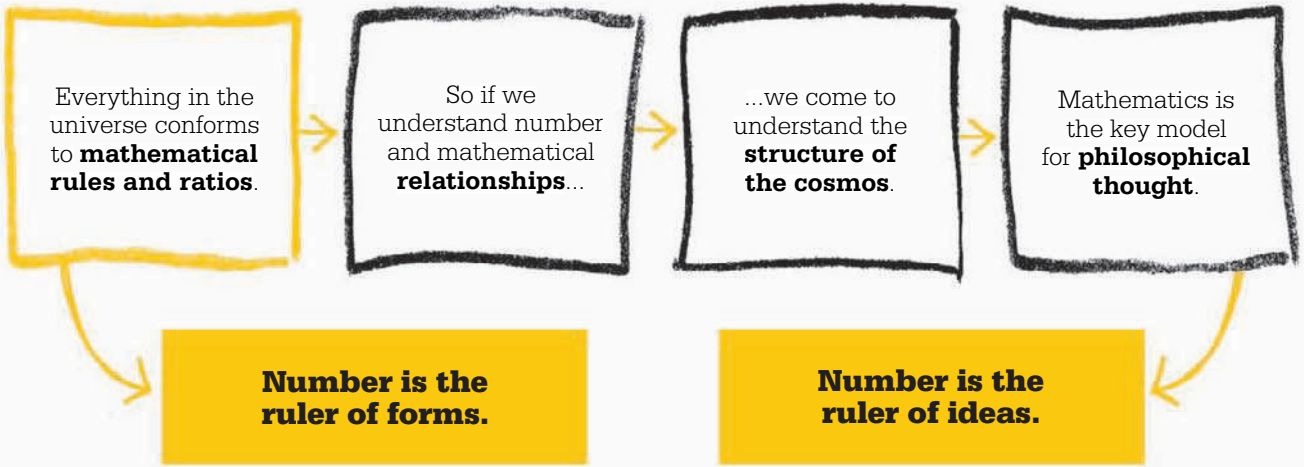 Everything in the
universe conforms
to mathematical
rules and ratios.
So if we
understand number
and mathematical
relationships...
...we come to
understand the
structure of
the cosmos.
Mathematics is
the key model
for philosophical
thought.
Number is the
ruler of forms.
Number is the
ruler of ideas.